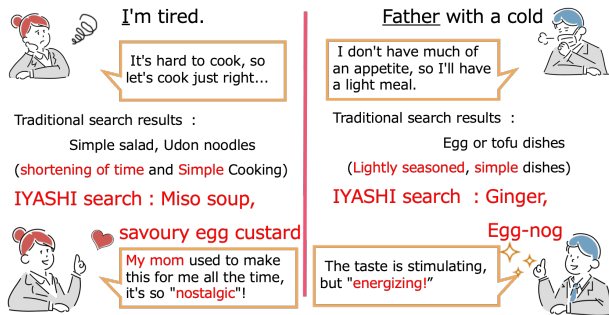 I'm tired.
It's hard to cook, so
let's cook just right...
Traditional search results :
Simple salad, Udon noodles
(shortening of time and Simple Cooking)
IYASHI search : Miso soup,
savoury egg custard
My mom used to make
this for me all the time,
it's so "nostalgic"!
Father with a cold
I don't have much of
an appetite, so I'll have
a light meal.
Traditional search results :
Egg or tofu dishes
(Lightly seasoned, simple dishes)
IYASHI search : Ginger,
Egg-nog
The taste is stimulating,
but "energizing!”